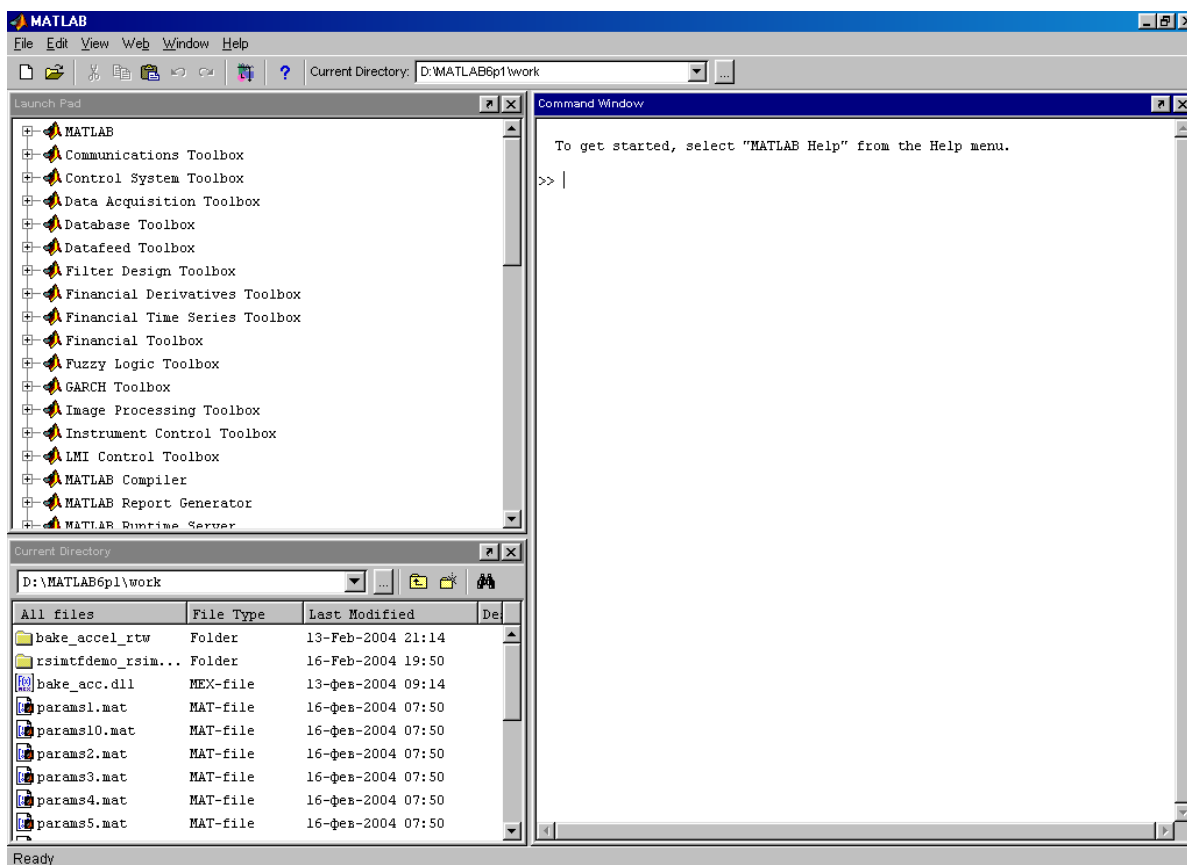 MATLAB
File Edit View Web Window Help
? Current Directory: D:\MATLAB6p1\work ...
Launch Pad
MATLAB
Communications Toolbox
Control System Toolbox
Data Acquisition Toolbox
Database Toolbox
Datafeed Toolbox
Filter Design Toolbox
Financial Derivatives Toolbox
Financial Time Series Toolbox
Financial Toolbox
Fuzzy Logic Toolbox
GARCH Toolbox
Image Processing Toolbox
Instrument Control Toolbox
LMI Control Toolbox
MATLAB Compiler
MATLAB Report Generator
MATLAB Runtime Server
Current Directory
D:\MATLAB6p1\work ...
All files File Type Last Modified De
bake_accel_rtw Folder 13-Feb-2004 21:14
rsimtfdemo_rsim... Folder 16-Feb-2004 19:50
bake_acc.dll MEX-file 13-фев-2004 09:14
params1.mat MAT-file 16-фев-2004 07:50
params10.mat MAT-file 16-фев-2004 07:50
params2.mat MAT-file 16-фев-2004 07:50
params3.mat MAT-file 16-фев-2004 07:50
params4.mat MAT-file 16-фев-2004 07:50
params5.mat MAT-file 16-фев-2004 07:50
Command Window
To get started, select "MATLAB Help" from the Help menu.
>>
Ready